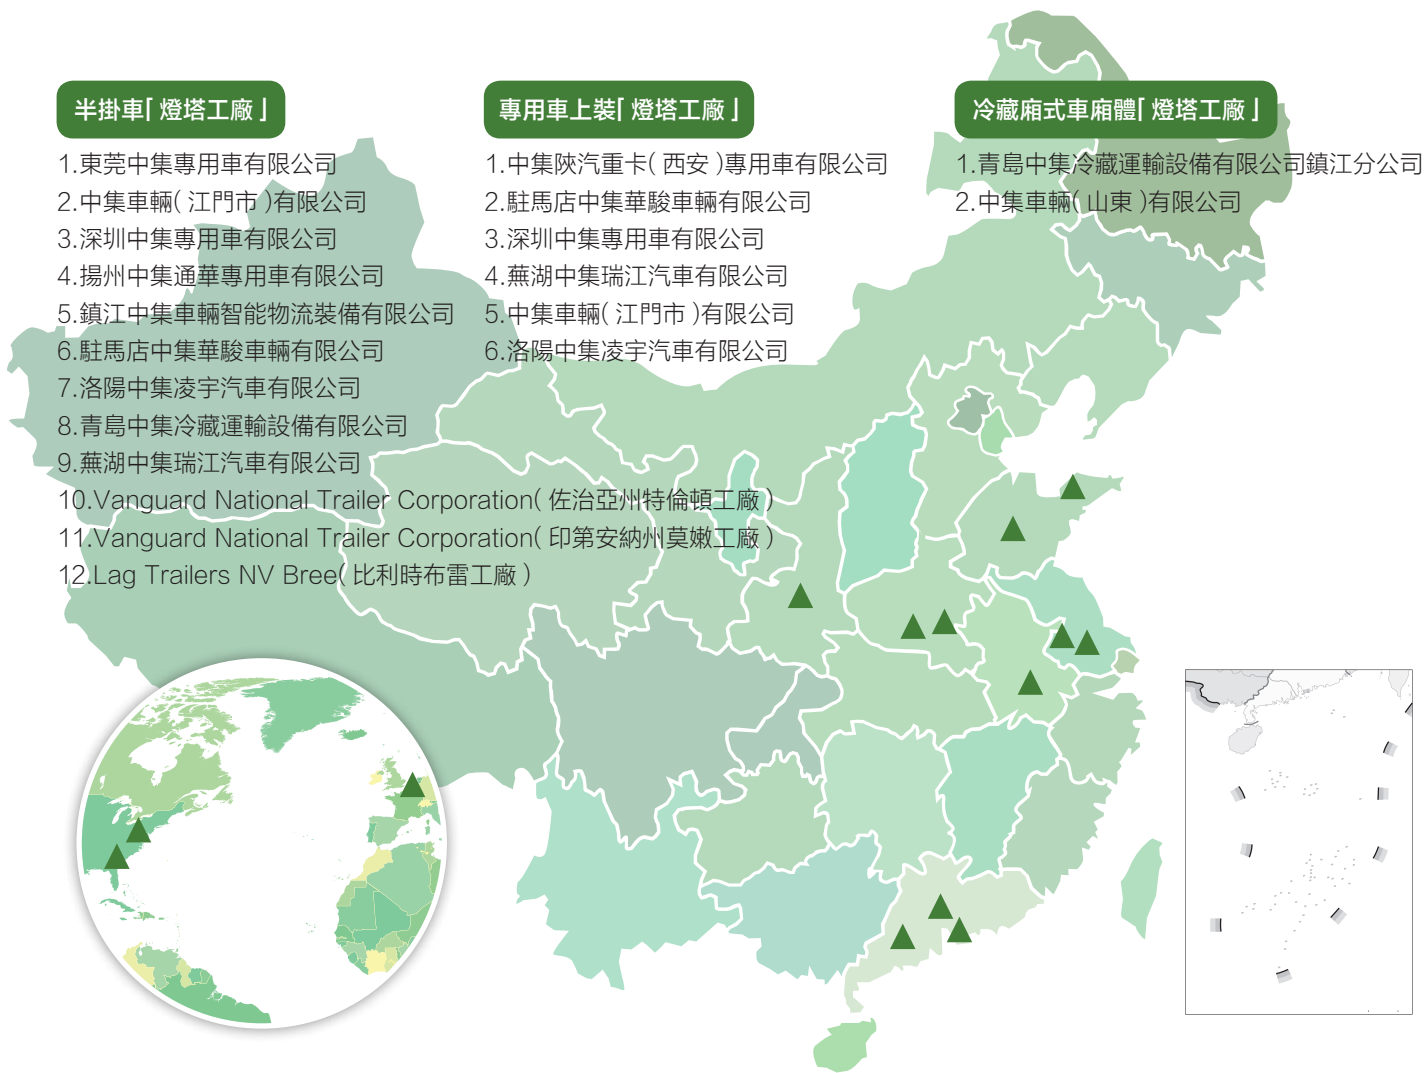 半掛車「燈塔工廠」
1.東莞中集專用車有限公司
2.中集車輛(江門市)有限公司
3.深圳中集專用車有限公司
4.揚州中集通華專用車有限公司
5.鎮江中集車輛智能物流裝備有限公司
6.駐馬店中集華駿車輛有限公司
7.洛陽中集凌宇汽車有限公司
8.青島中集冷藏運輸設備有限公司
9.蕪湖中集瑞江汽車有限公司
10.Vanguard National Trailer Corporation(佐治亞州特倫頓工廠)
11.Vanguard National Trailer Corporation(印第安納州莫嫩工廠)
12.Lag Trailers NV Bree(比利時布雷工廠)
專用車上裝「燈塔工廠」
1.中集陝汽重卡(西安)專用車有限公司
2.駐馬店中集華駿車輛有限公司
3.深圳中集專用車有限公司
4.蕪湖中集瑞江汽車有限公司
5.中集車輛(江門市)有限公司
6.洛陽中集凌宇汽車有限公司
冷藏廂式車廂體「燈塔工廠」
1.青島中集冷藏運輸設備有限公司鎮江分公司
2.中集車輛(山東)有限公司